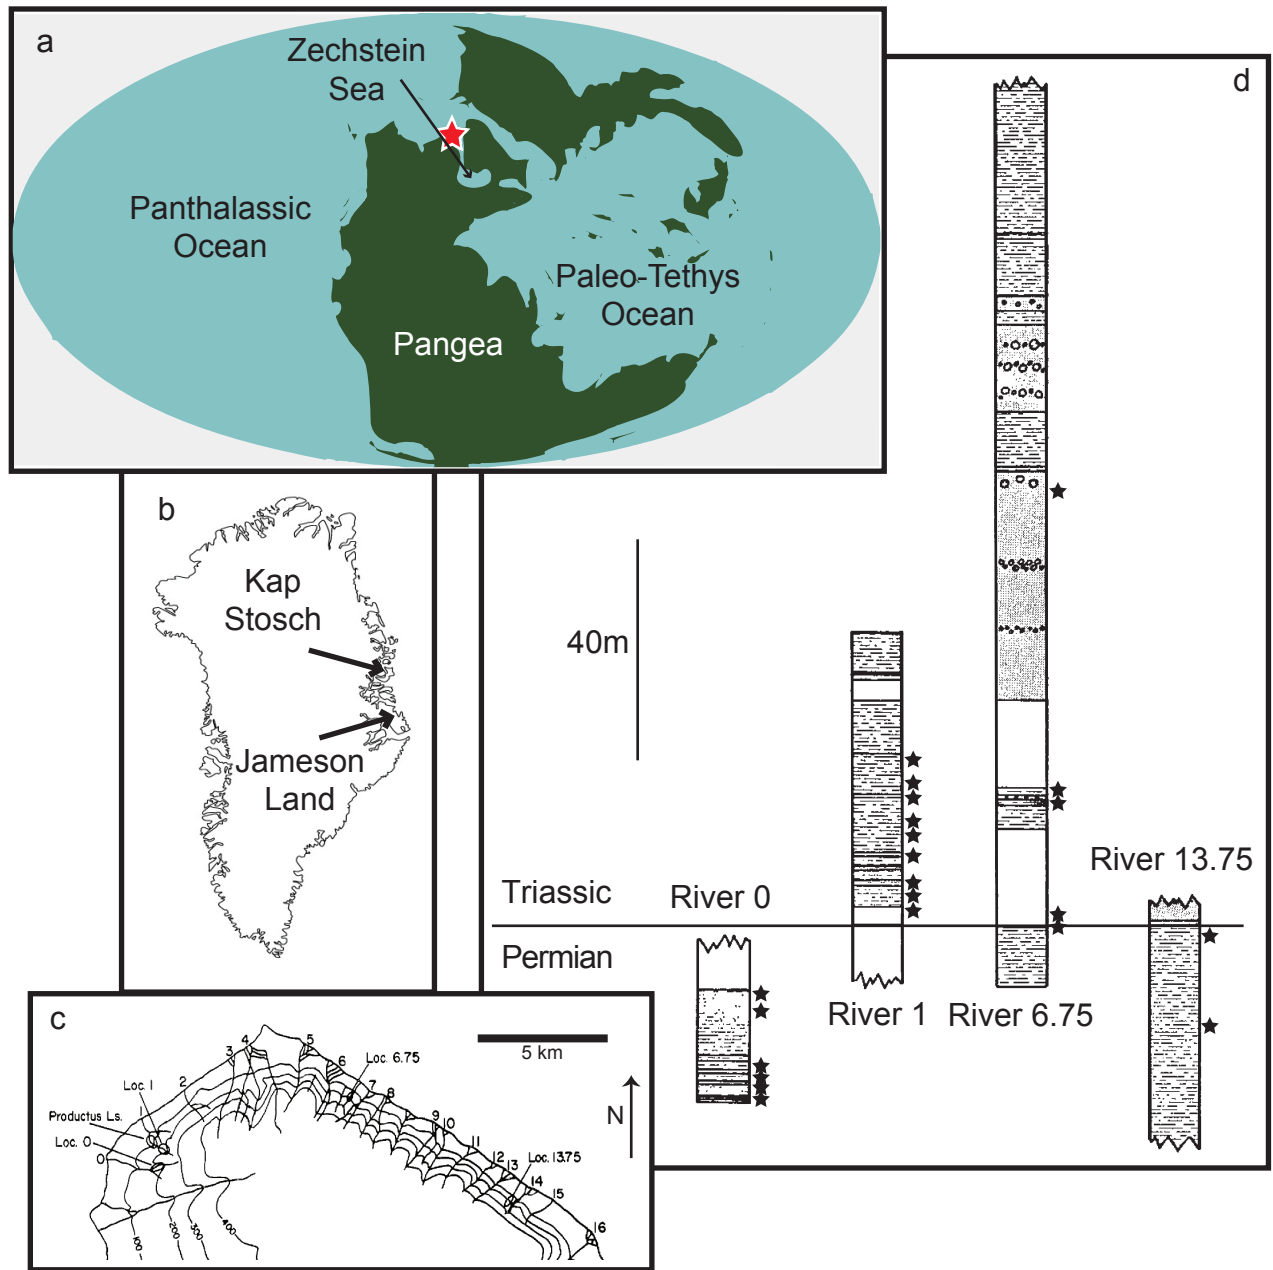 a
Zechstein
Sea
Panthalassic
Ocean
Paleo-Tethys
Ocean
Pangea
b
Kap
Stosch
Jameson
Land
c
5 km
N
Loc. 6.75
Loc. 1
Productus Ls.
Loc. 0
Loc. 13.75
0
1
2
3
4
5
6
7
8
9
10
11
12
13
14
15
16
100
200
300
400
d
40m
Triassic
Permian
River 0
River 1
River 6.75
River 13.75